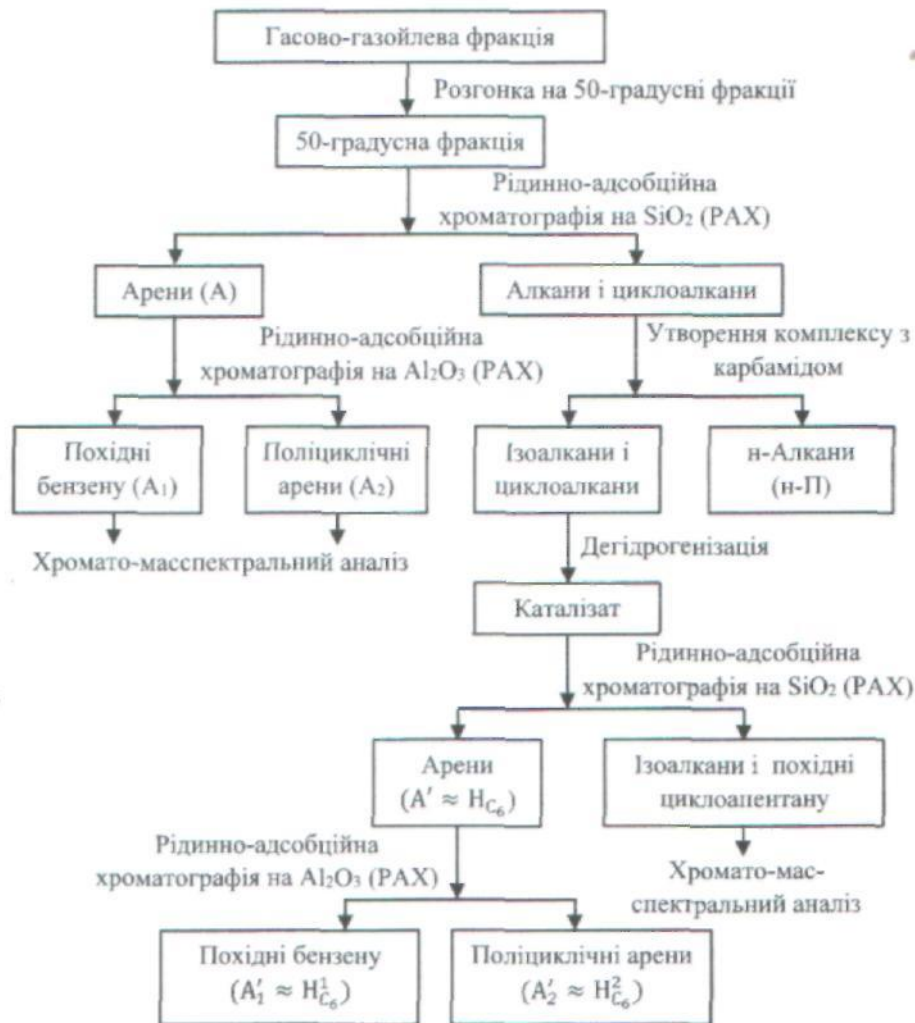 Гасово-газойлева фракція
Розгонка на 50-градусні фракції
50-градусна фракція
Рідинно-адсобційна
хроматографія на SiO₂ (РАХ)
Арени (А)
Алкани і циклоалкани
Рідинно-адсобційна
хроматографія на Al₂O₃ (РАХ)
Утворення комплексу з
карбамідом
Похідні
бензену (А₁)
Поліциклічні
арени (А₂)
Ізоалкани і
циклоалкани
н-Алкани
(н-П)
Хромато-масспектральний аналіз
Дегідрогенізація
Каталізат
Рідинно-адсобційна
хроматографія на SiO₂ (РАХ)
Арени
(A′ ≈ H_C₆)
Ізоалкани і похідні
циклоапентану
Рідинно-адсобційна
хроматографія на Al₂O₃ (РАХ)
Хромато-мас-
спектральний аналіз
Похідні бензену
(A′₁ ≈ H¹_C₆)
Поліциклічні арени
(A′₂ ≈ H²_C₆)